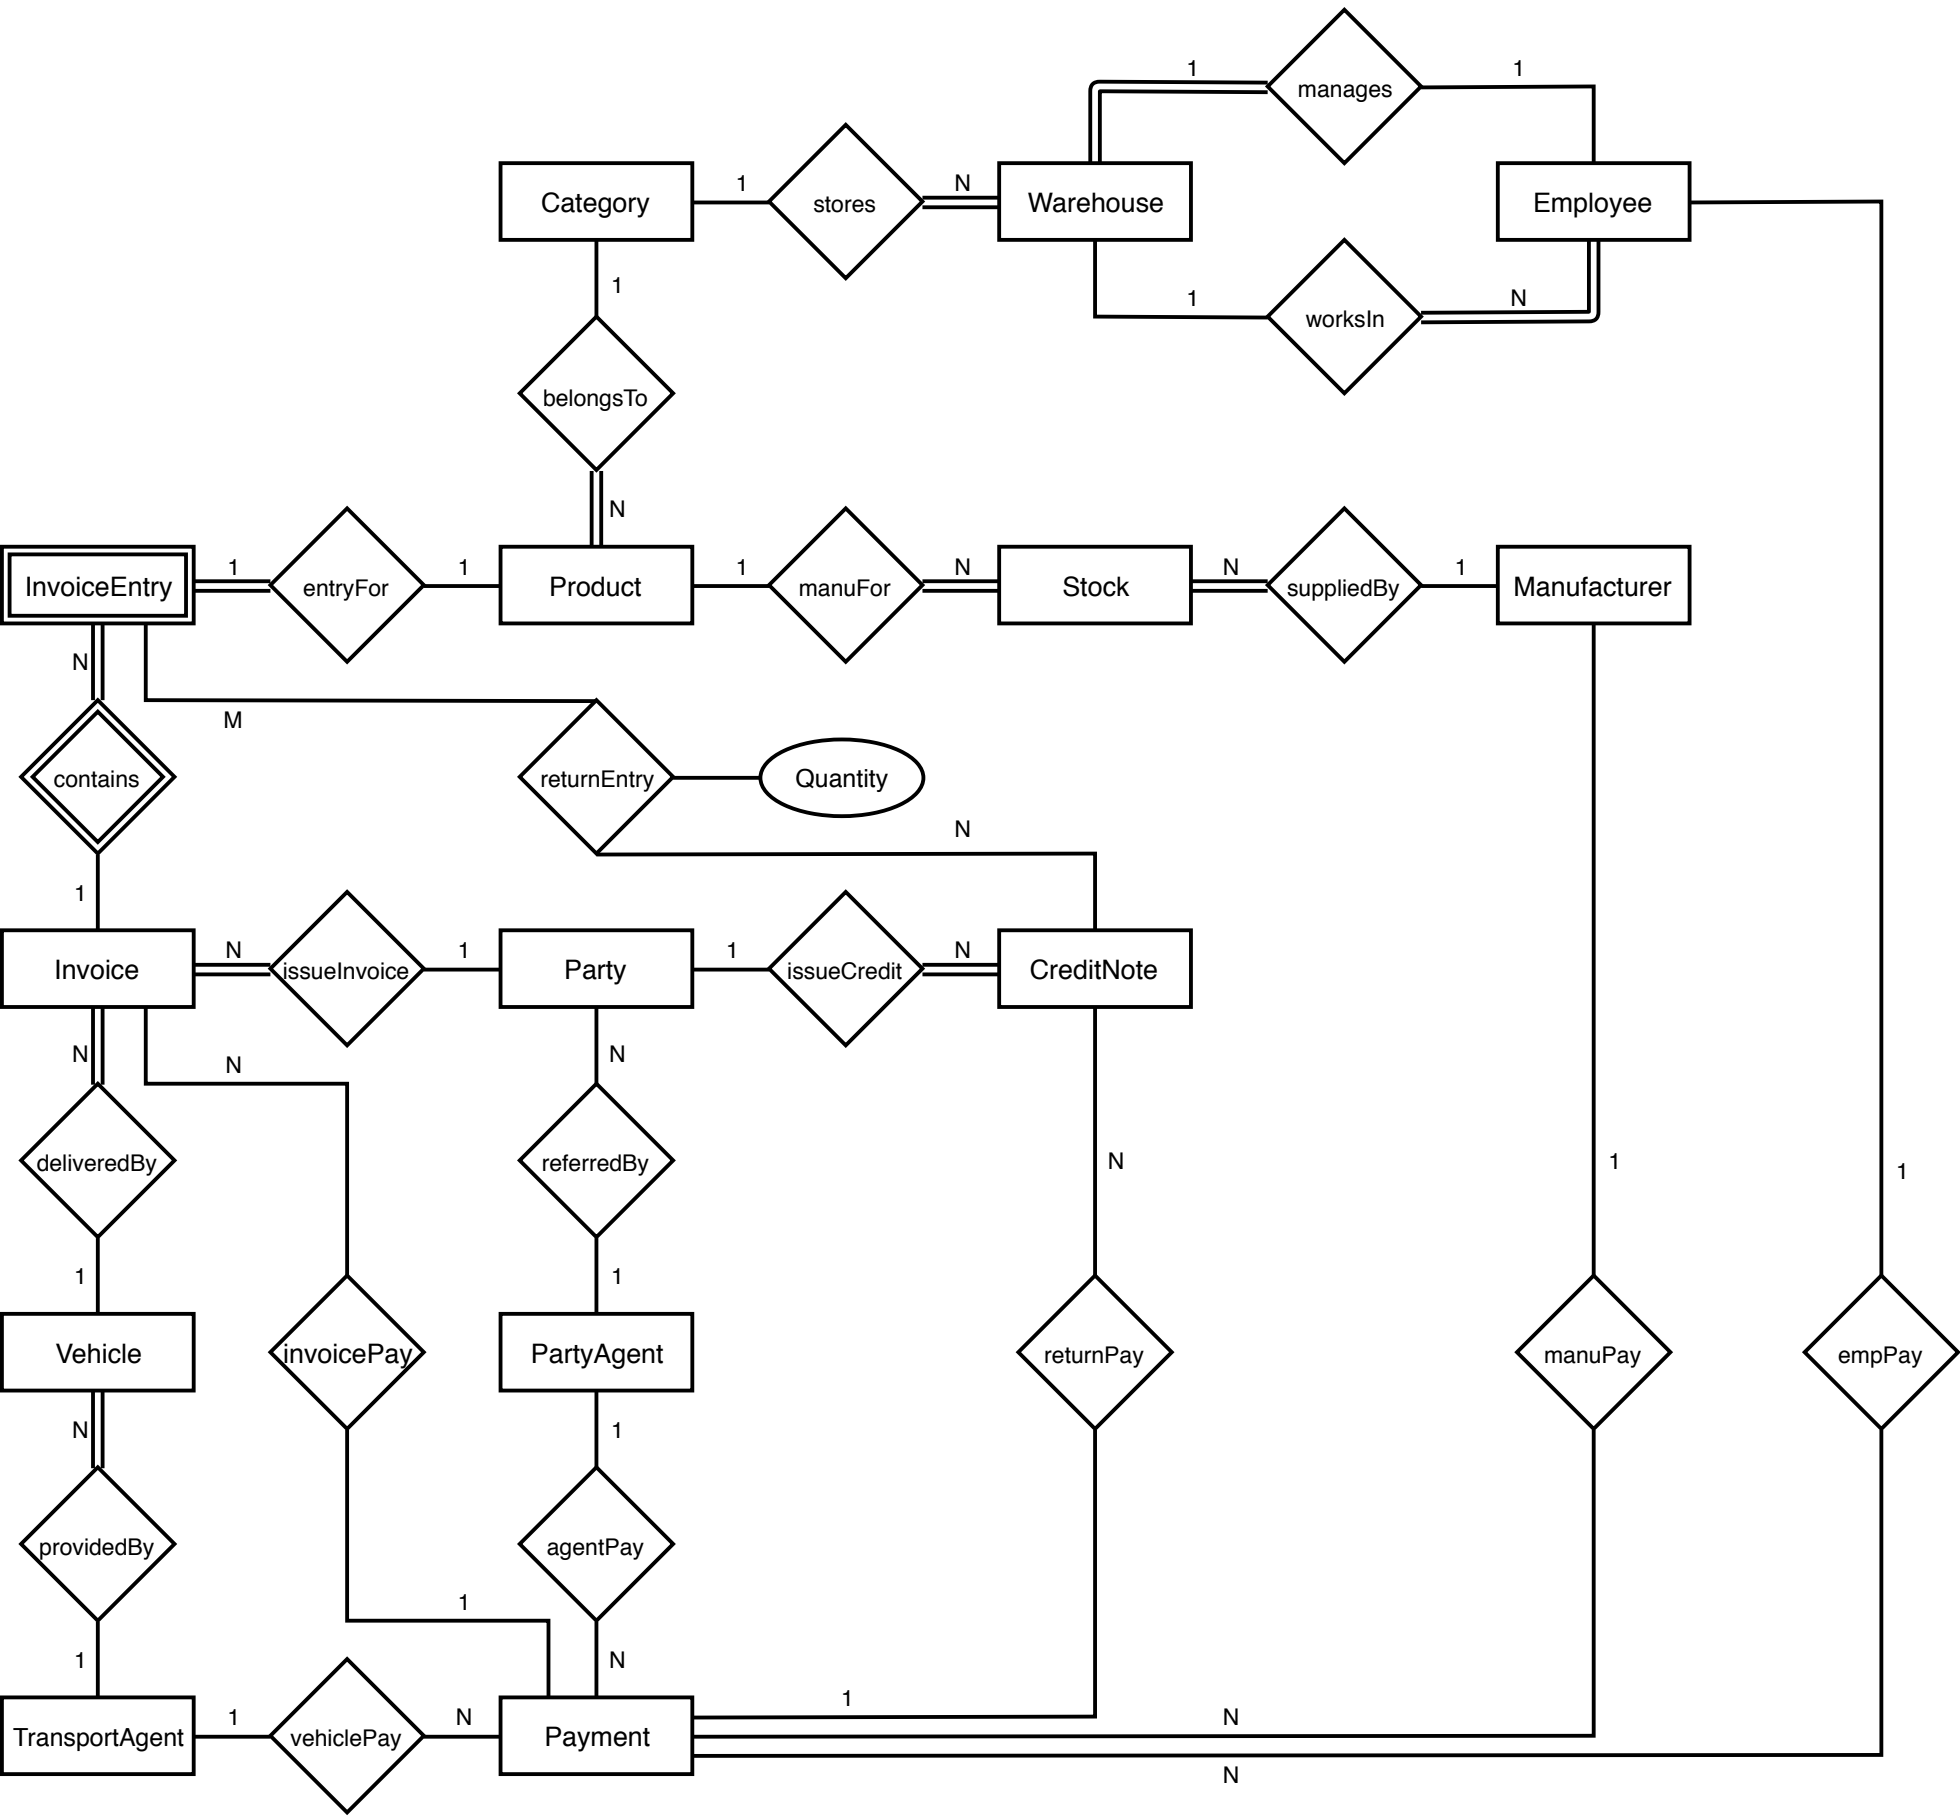 1
1
manages
Category
1
stores
N
Warehouse
Employee
1
1
worksIn
N
belongsTo
N
InvoiceEntry
1
entryFor
1
Product
1
manuFor
N
Stock
N
suppliedBy
1
Manufacturer
N
M
contains
returnEntry
Quantity
N
1
Invoice
N
issueInvoice
1
Party
1
issueCredit
N
CreditNote
N
N
N
deliveredBy
referredBy
N
1
1
1
1
Vehicle
invoicePay
PartyAgent
returnPay
manuPay
empPay
N
1
providedBy
agentPay
1
1
N
1
TransportAgent
1
vehiclePay
N
Payment
N
N